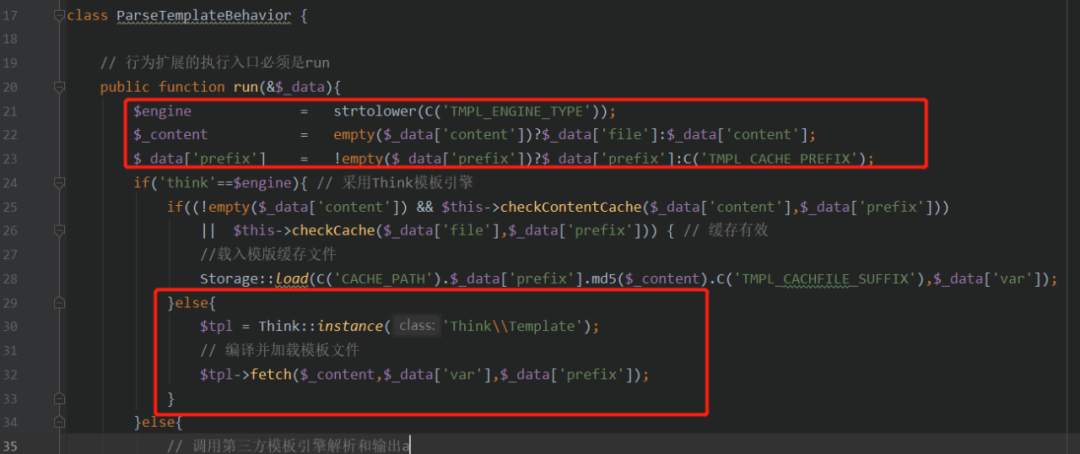 17 class ParseTemplateBehavior {
18
19 // 行为扩展的执行入口必须是run
20 public function run(&$_data){
21 $engine = strtolower(C('TMPL_ENGINE_TYPE'));
22 $_content = empty($_data['content'])?$_data['file']:$_data['content'];
23 $_data['prefix'] = !empty($_data['prefix'])?$_data['prefix']:C('TMPL_CACHE_PREFIX');
24 if('think'==$engine){ // 采用Think模板引擎
25 if((!empty($_data['content']) && $this->checkContentCache($_data['content'],$_data['prefix']))
26 || $this->checkCache($_data['file'],$_data['prefix'])) { // 缓存有效
27 //载入模版缓存文件
28 Storage::load(C('CACHE_PATH').$_data['prefix'].md5($_content).C('TMPL_CACHFILE_SUFFIX'),$_data['var']);
29 }else{
30 $tpl = Think::instance( class: 'Think\\Template');
31 // 编译并加载模板文件
32 $tpl->fetch($_content,$_data['var'],$_data['prefix']);
33 }
34 }else{
35 // 调用第三方模板引擎解析和输出a